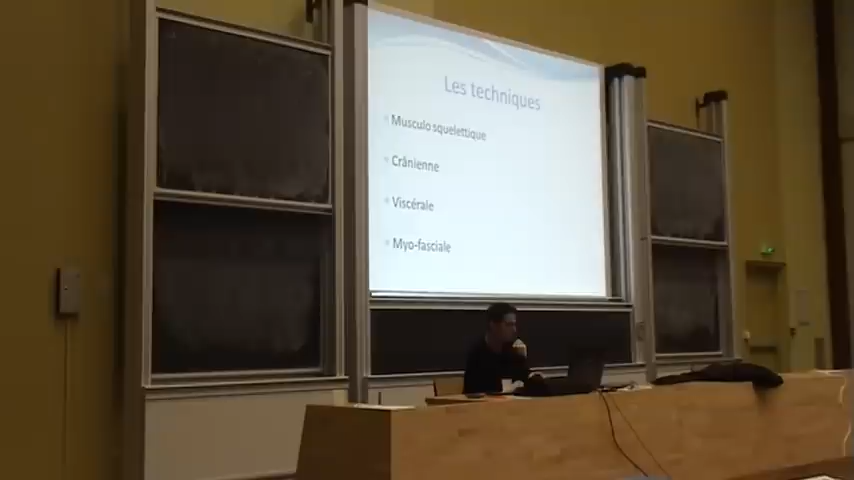 Les techniques
Musculo squelettique
Crânienne
Viscérale
Myo-fasciale